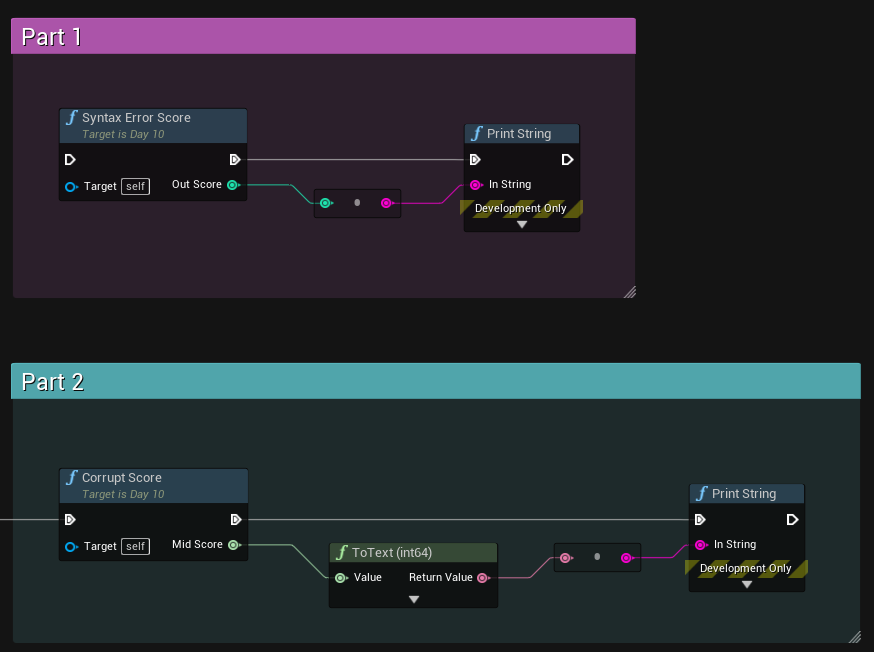 Part 1
f Syntax Error Score
Target is Day 10
Target self Out Score
f Print String
In String
Development Only
Part 2
f Corrupt Score
Target is Day 10
Target self Mid Score
f ToText (int64)
Value Return Value
f Print String
In String
Development Only